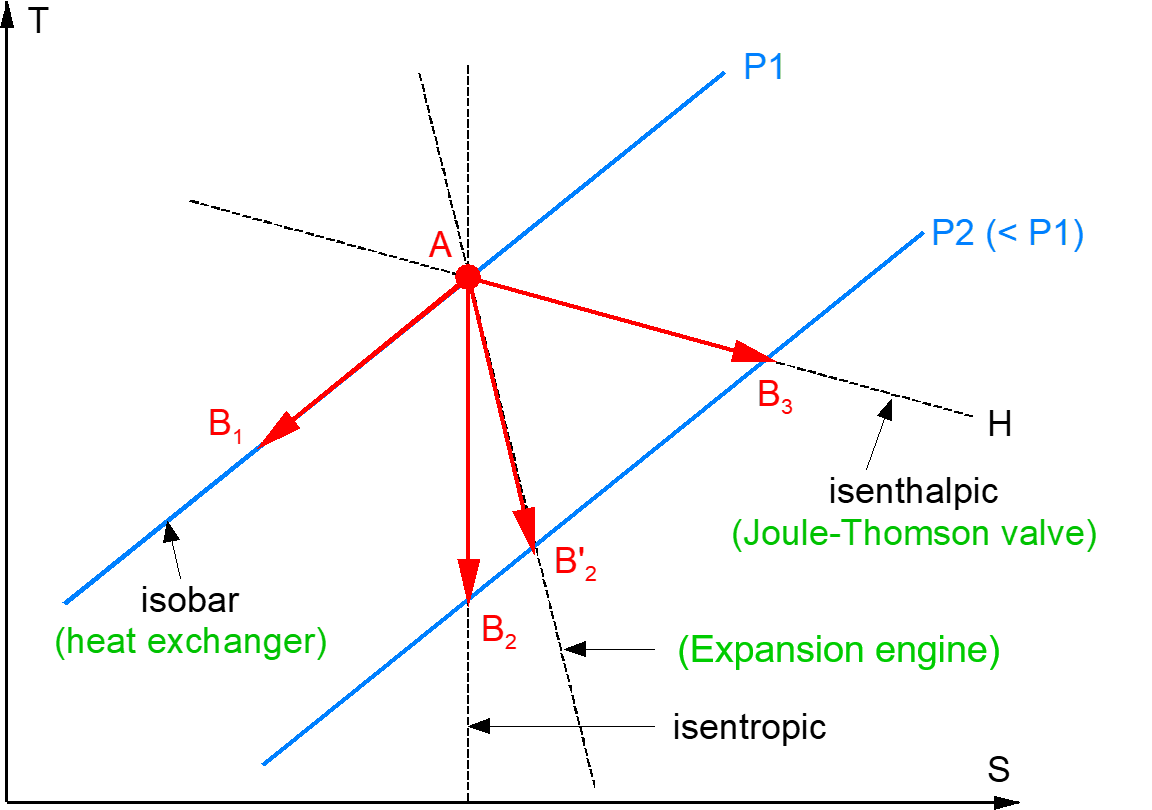 T
P1
P2 (< P1)
A
B1
B3
H
isenthalpic
(Joule-Thomson valve)
B'2
isobar
(heat exchanger)
B2
(Expansion engine)
isentropic
S